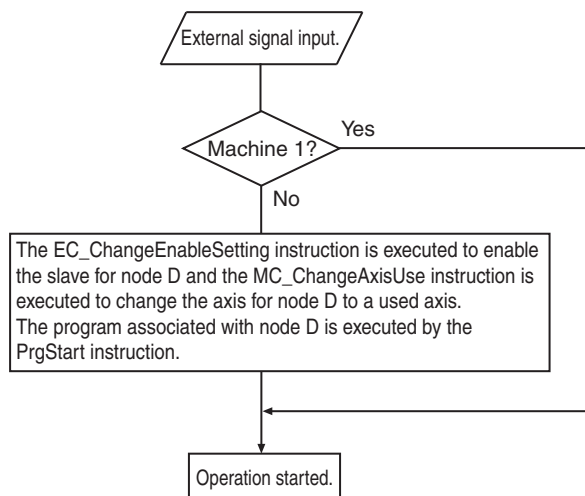 External signal input.
Machine 1?
Yes
No
The EC_ChangeEnableSetting instruction is executed to enable
the slave for node D and the MC_ChangeAxisUse instruction is
executed to change the axis for node D to a used axis.
The program associated with node D is executed by the
PrgStart instruction.
Operation started.